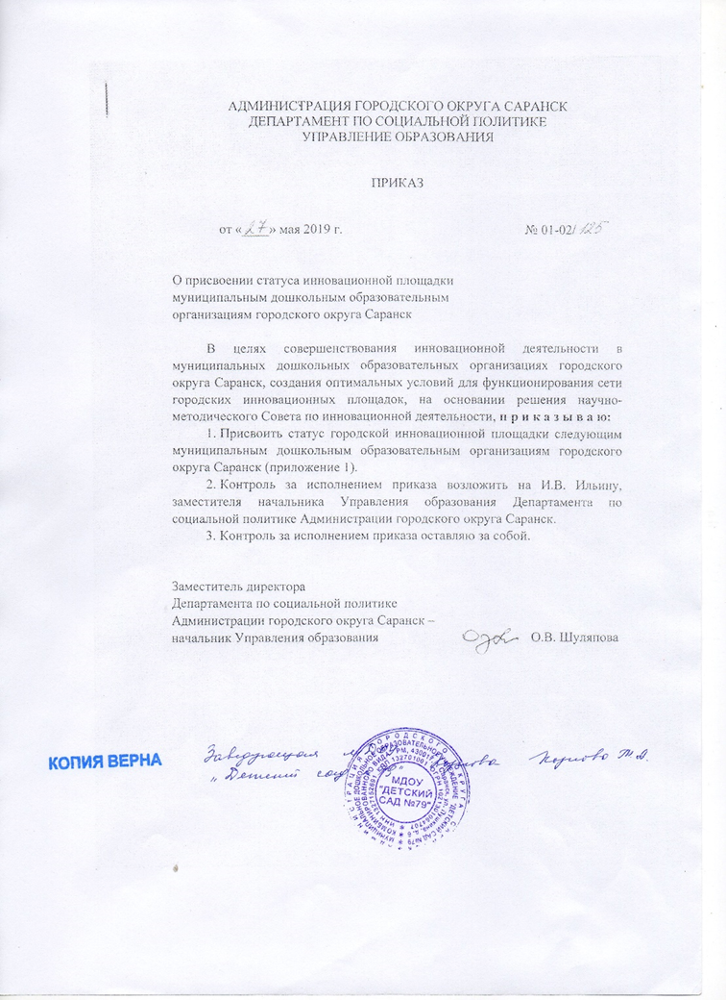 АДМИНИСТРАЦИЯ ГОРОДСКОГО ОКРУГА САРАНСК
ДЕПАРТАМЕНТ ПО СОЦИАЛЬНОЙ ПОЛИТИКЕ
УПРАВЛЕНИЕ ОБРАЗОВАНИЯ
ПРИКАЗ
от «27» мая 2019 г. № 01-02/125
О присвоении статуса инновационной площадки
муниципальным дошкольным образовательным
организациям городского округа Саранск
В целях совершенствования инновационной деятельности в
муниципальных дошкольных образовательных организациях городского
округа Саранск, создания оптимальных условий для функционирования сети
городских инновационных площадок, на основании решения научно-
методического Совета по инновационной деятельности, п р и к а з ы в а ю:
1. Присвоить статус городской инновационной площадки следующим
муниципальным дошкольным образовательным организациям городского
округа Саранск (приложение 1).
2. Контроль за исполнением приказа возложить на И.В. Ильину,
заместителя начальника Управления образования Департамента по
социальной политике Администрации городского округа Саранск.
3. Контроль за исполнением приказа оставляю за собой.
Заместитель директора
Департамента по социальной политике
Администрации городского округа Саранск –
начальник Управления образования О.В. Шуляпова
КОПИЯ ВЕРНА
Заведующая
„Детский сад
МДОУ
"ДЕТСКИЙ
САД №79"